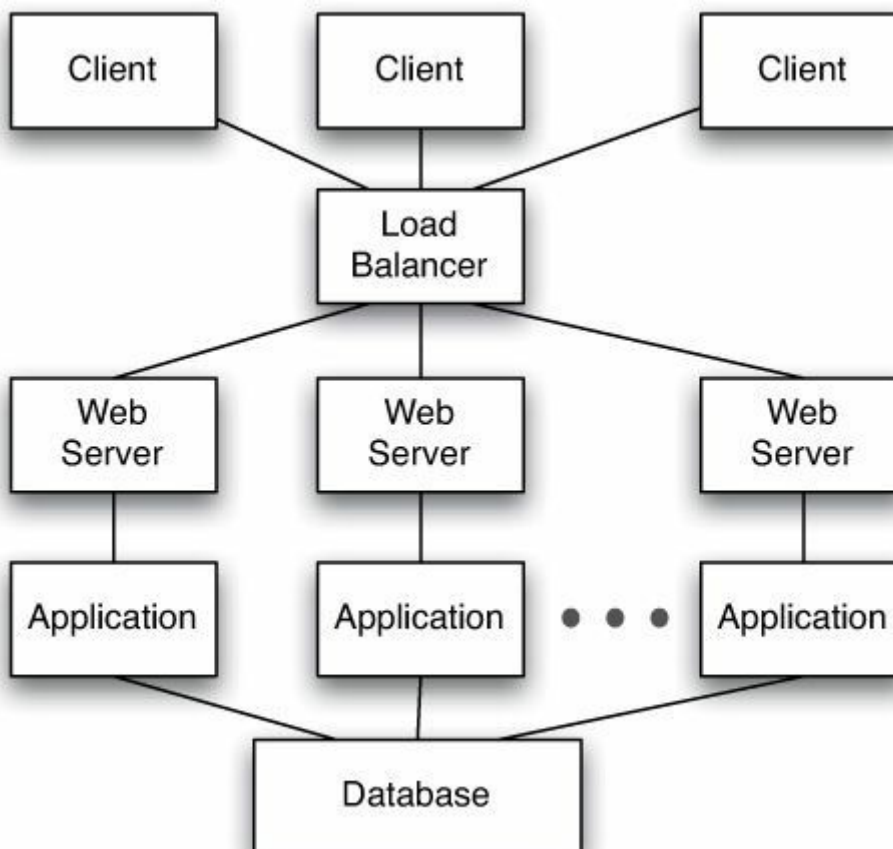 Client
Client
Client
Load
Balancer
Web
Server
Web
Server
Web
Server
Application
Application
Application
Database